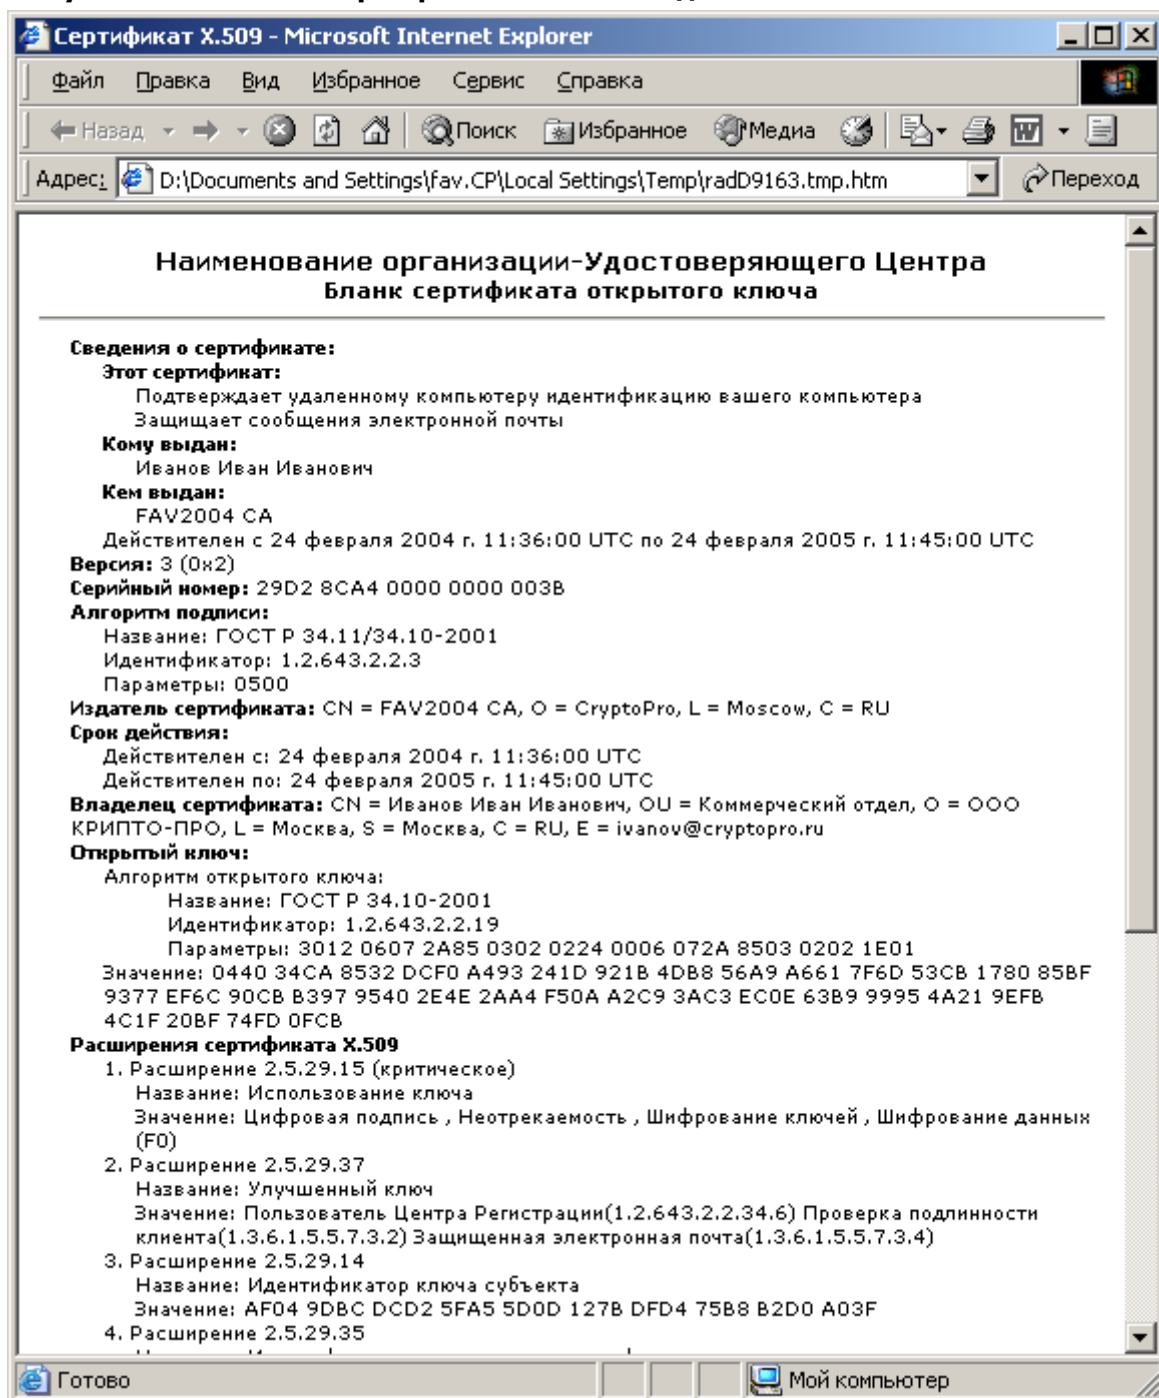 Сертификат X.509 - Microsoft Internet Explorer
Файл Правка Вид Избранное Сервис Справка
Назад Поиск Избранное Медиа
Адрес: D:\Documents and Settings\fav.CP\Local Settings\Temp\radD9163.tmp.htm Переход
Наименование организации-Удостоверяющего Центра
Бланк сертификата открытого ключа
Сведения о сертификате:
Этот сертификат:
Подтверждает удаленному компьютеру идентификацию вашего компьютера
Защищает сообщения электронной почты
Кому выдан:
Иванов Иван Иванович
Кем выдан:
FAV2004 CA
Действителен с 24 февраля 2004 г. 11:36:00 UTC по 24 февраля 2005 г. 11:45:00 UTC
Версия: 3 (0x2)
Серийный номер: 29D2 8CA4 0000 0000 003B
Алгоритм подписи:
Название: ГОСТ Р 34.11/34.10-2001
Идентификатор: 1.2.643.2.2.3
Параметры: 0500
Издатель сертификата: CN = FAV2004 CA, O = CryptoPro, L = Moscow, C = RU
Срок действия:
Действителен с: 24 февраля 2004 г. 11:36:00 UTC
Действителен по: 24 февраля 2005 г. 11:45:00 UTC
Владелец сертификата: CN = Иванов Иван Иванович, OU = Коммерческий отдел, O = ООО
КРИПТО-ПРО, L = Москва, S = Москва, C = RU, E = ivanov@cryptopro.ru
Открытый ключ:
Алгоритм открытого ключа:
Название: ГОСТ Р 34.10-2001
Идентификатор: 1.2.643.2.2.19
Параметры: 3012 0607 2A85 0302 0224 0006 072A 8503 0202 1E01
Значение: 0440 34CA 8532 DCF0 A493 241D 921B 4DB8 56A9 A661 7F6D 53CB 1780 85BF
9377 EF6C 90CB B397 9540 2E4E 2AA4 F50A A2C9 3AC3 EC0E 63B9 9995 4A21 9EFB
4C1F 20BF 74FD 0FCB
Расширения сертификата X.509
1. Расширение 2.5.29.15 (критическое)
Название: Использование ключа
Значение: Цифровая подпись , Неотрекаемость , Шифрование ключей , Шифрование данных
(F0)
2. Расширение 2.5.29.37
Название: Улучшенный ключ
Значение: Пользователь Центра Регистрации(1.2.643.2.2.34.6) Проверка подлинности
клиента(1.3.6.1.5.5.7.3.2) Защищенная электронная почта(1.3.6.1.5.5.7.3.4)
3. Расширение 2.5.29.14
Название: Идентификатор ключа субъекта
Значение: AF04 9DBC DCD2 5FA5 5D0D 127B DFD4 75B8 B2D0 A03F
4. Расширение 2.5.29.35
Готово Мой компьютер